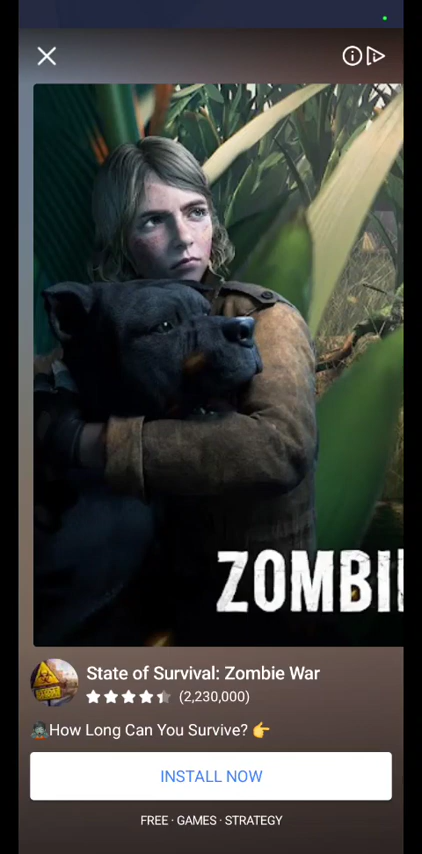 ZOMBI
State of Survival: Zombie War
(2,230,000)
How Long Can You Survive?
INSTALL NOW
FREE · GAMES · STRATEGY